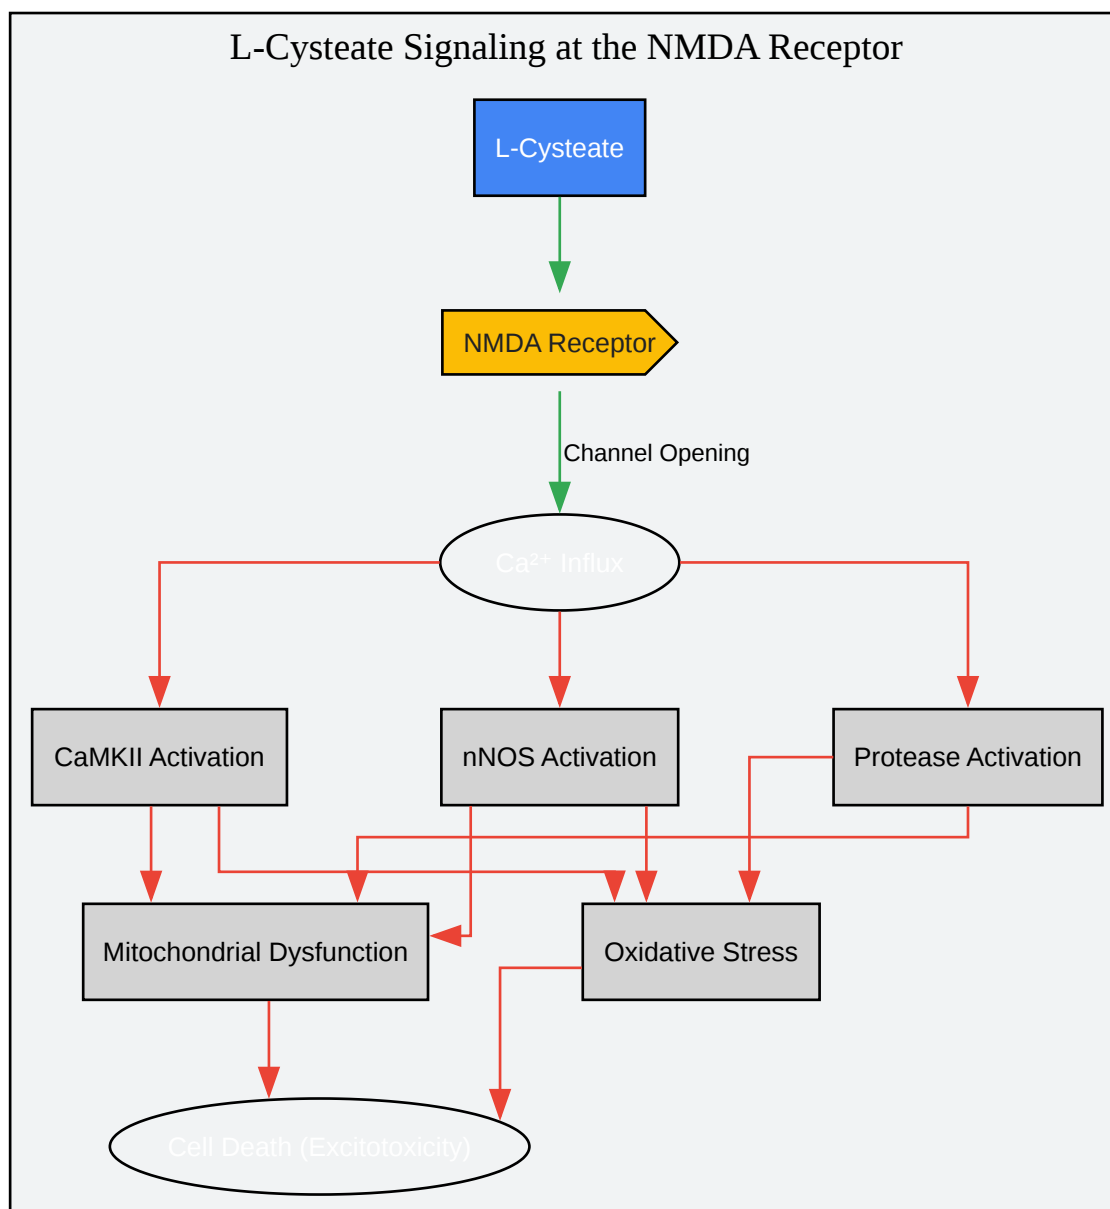 L-Cysteate Signaling at the NMDA Receptor
L-Cysteate
NMDA Receptor
Channel Opening
Ca²⁺ Influx
CaMKII Activation
nNOS Activation
Protease Activation
Mitochondrial Dysfunction
Oxidative Stress
Cell Death (Excitotoxicity)